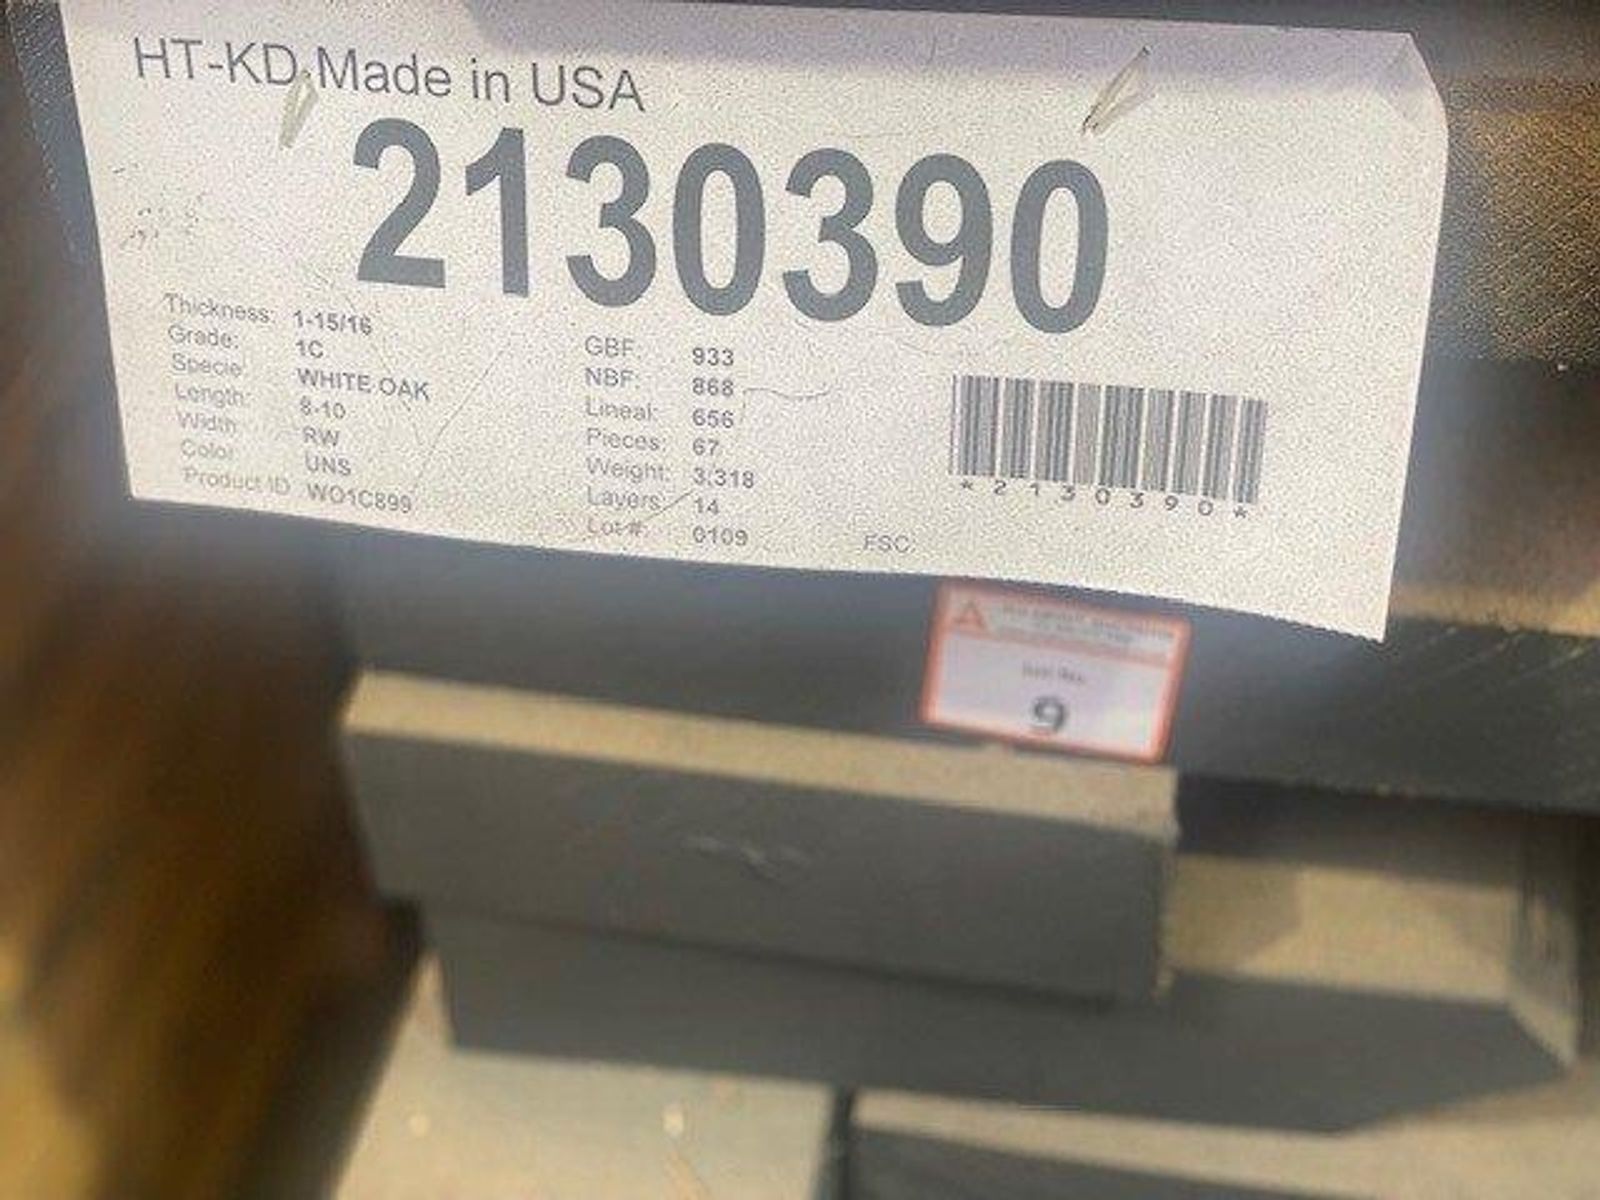 HT-KD Made in USA
2130390
Thickness: 1-15/16
Grade: 1C
Specie: WHITE OAK
Length: 8-10
Width: RW
Color: UNS
Product ID WO1C899
GBF: 933
NBF: 868
Lineal: 656
Pieces: 67
Weight: 3,318
Layers: 14
Lot #: 0109
FSC:
*2130390*
9